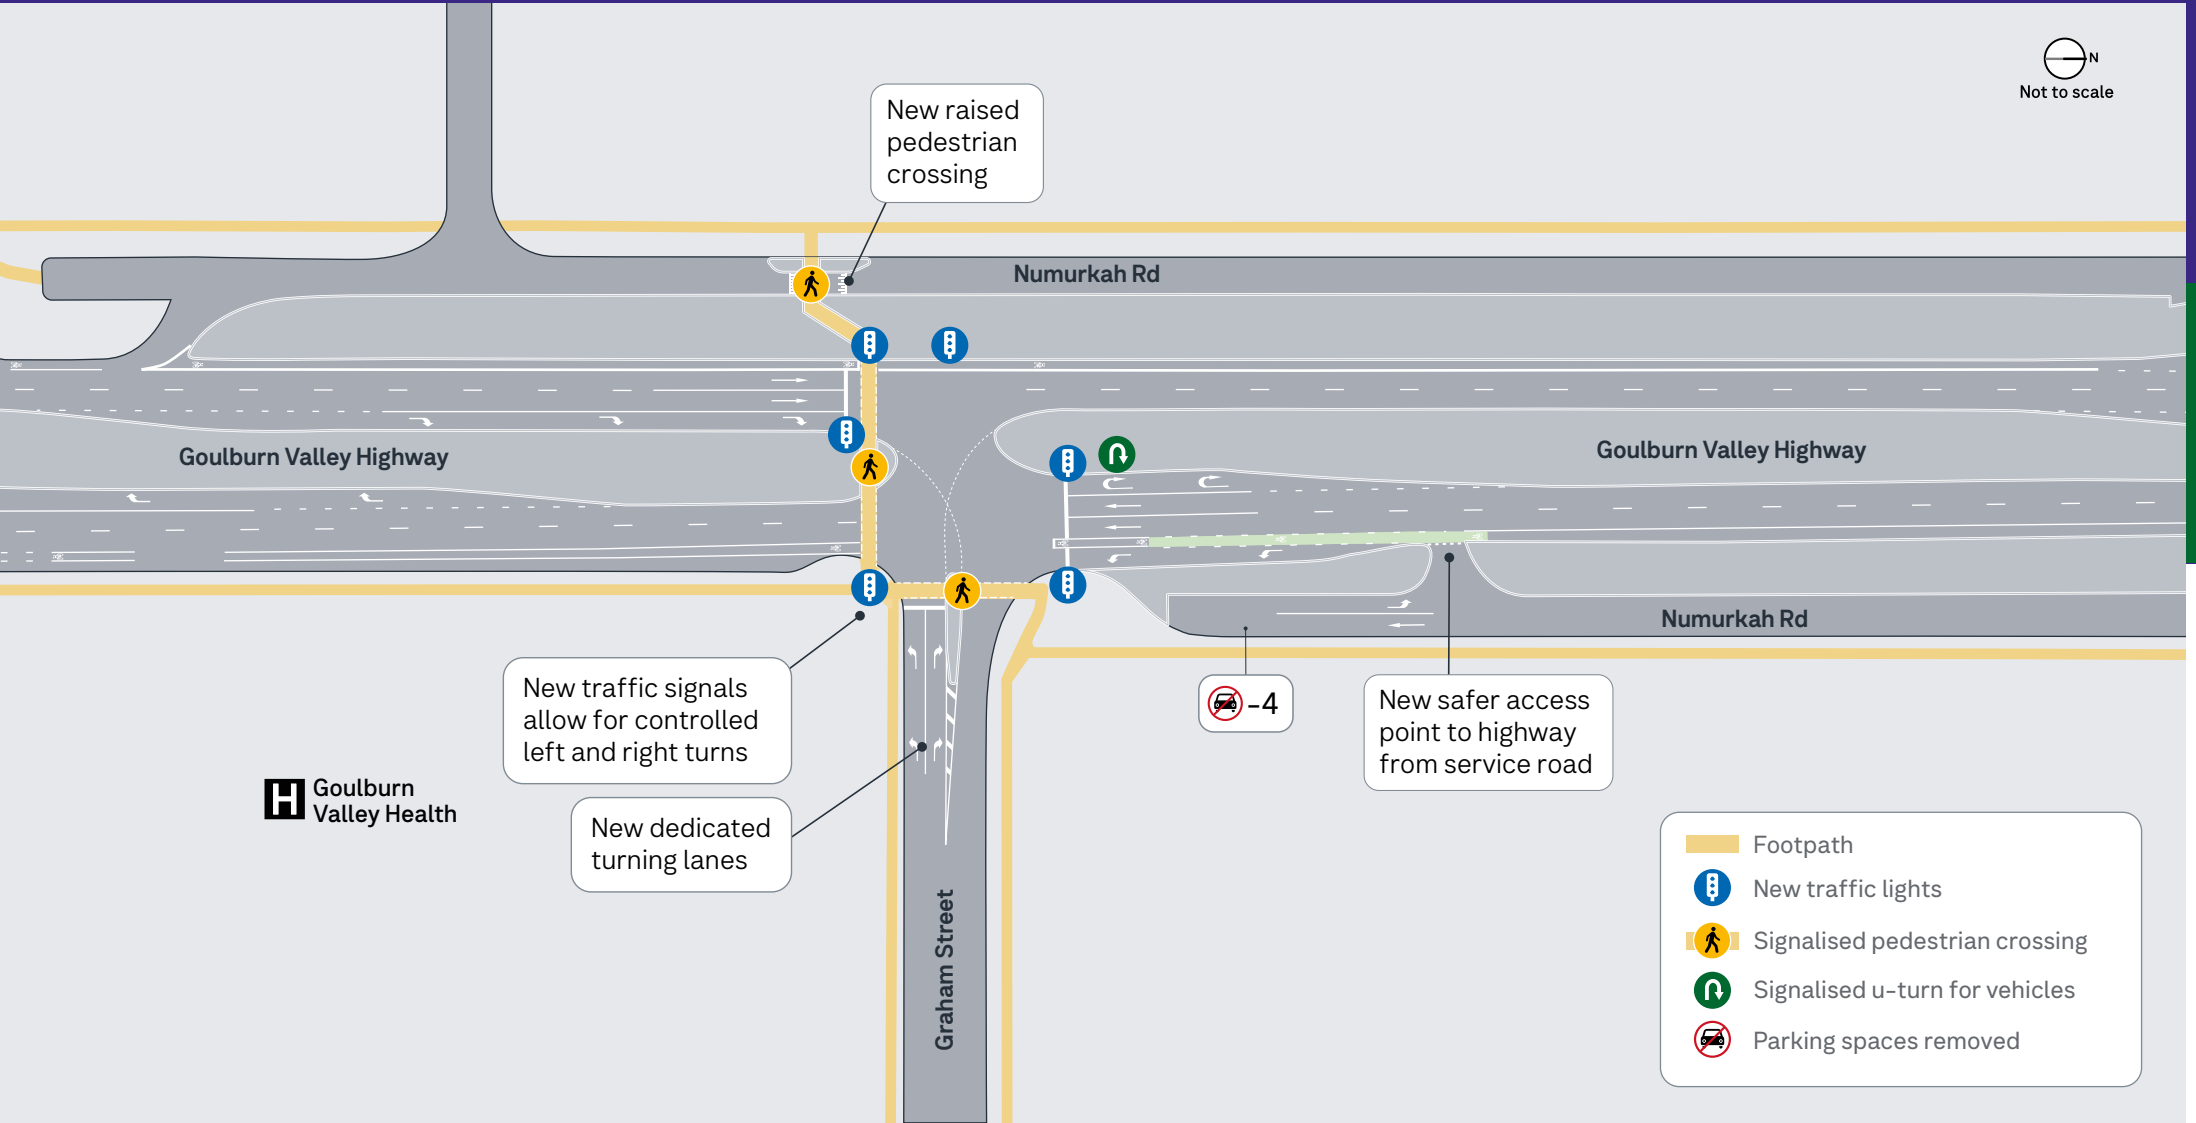 N
Not to scale
New raised
pedestrian
crossing
Numurkah Rd
Goulburn Valley Highway
Goulburn Valley Highway
Numurkah Rd
New traffic signals
allow for controlled
left and right turns
-4
New safer access
point to highway
from service road
H
Goulburn
Valley Health
New dedicated
turning lanes
Graham Street
Footpath
New traffic lights
Signalised pedestrian crossing
Signalised u-turn for vehicles
Parking spaces removed